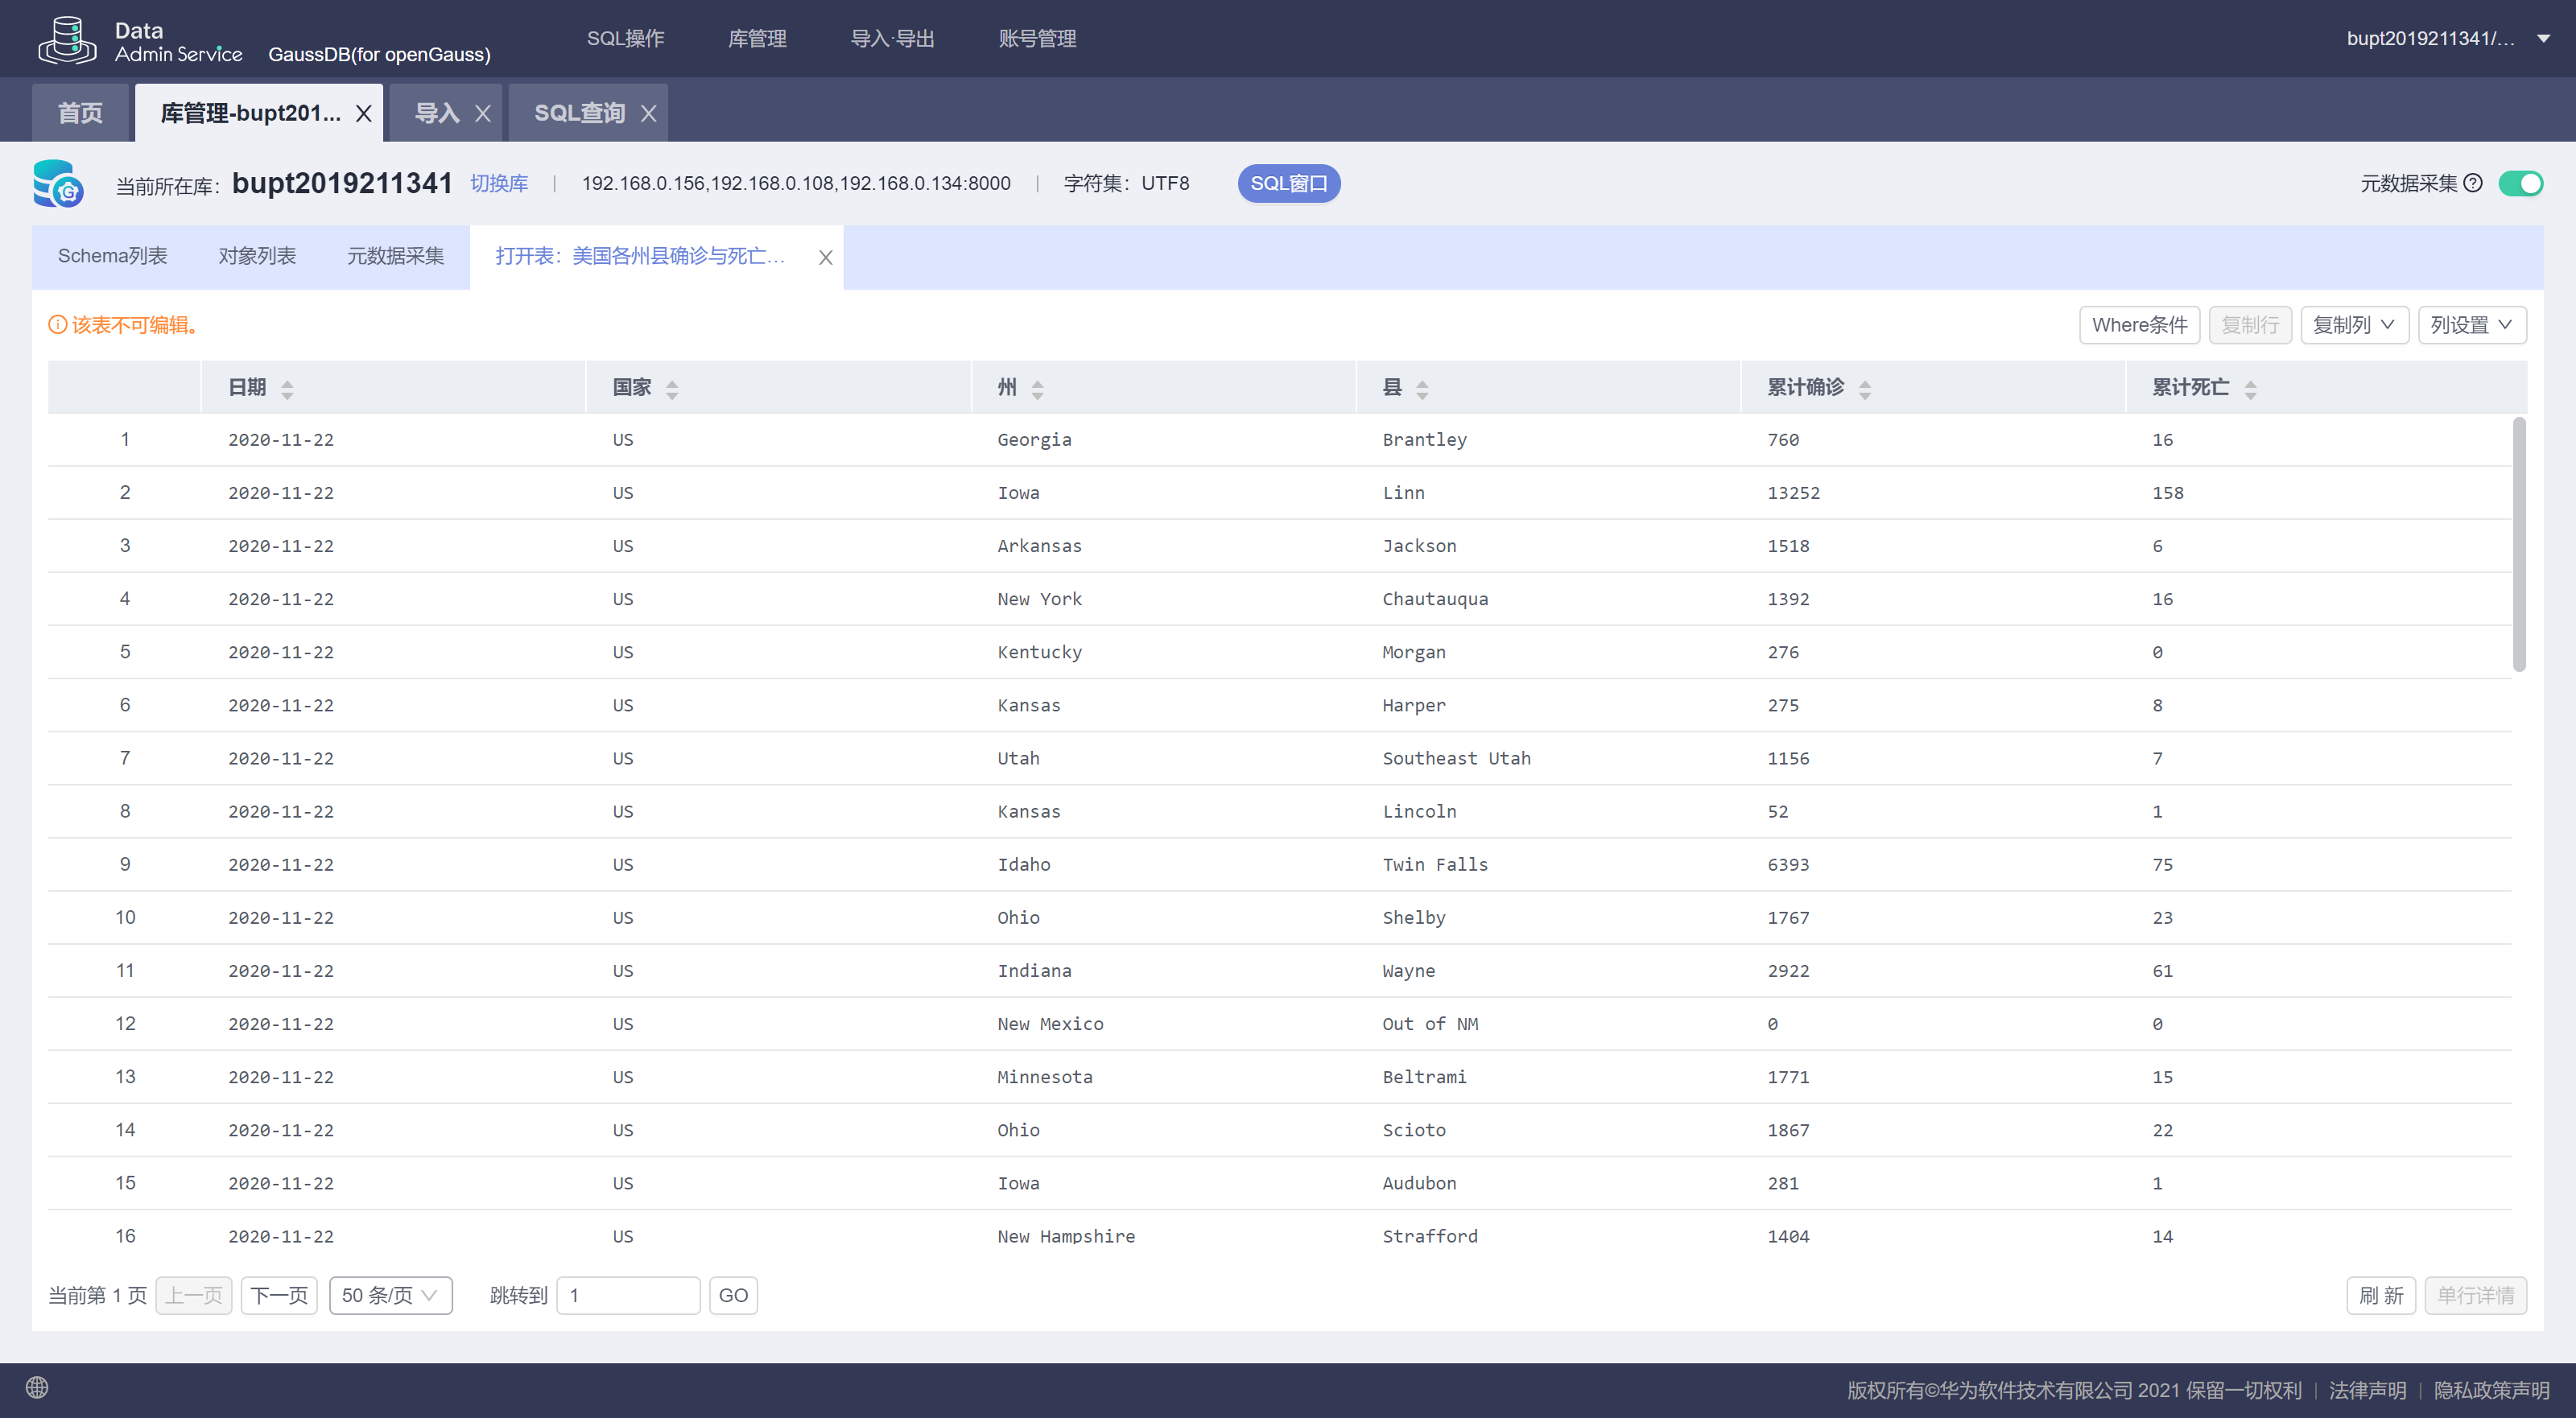 Data
Admin Service GaussDB(for openGauss) SQL操作 库管理 导入·导出 账号管理 bupt2019211341/...
首页 库管理-bupt201... 导入 SQL查询
当前所在库: bupt2019211341 切换库 192.168.0.156,192.168.0.108,192.168.0.134:8000 字符集: UTF8 SQL窗口 元数据采集
Schema列表 对象列表 元数据采集 打开表: 美国各州县确诊与死亡...
该表不可编辑。 Where条件 复制行 复制列 列设置
日期 国家 州 县 累计确诊 累计死亡
1 2020-11-22 US Georgia Brantley 760 16
2 2020-11-22 US Iowa Linn 13252 158
3 2020-11-22 US Arkansas Jackson 1518 6
4 2020-11-22 US New York Chautauqua 1392 16
5 2020-11-22 US Kentucky Morgan 276 0
6 2020-11-22 US Kansas Harper 275 8
7 2020-11-22 US Utah Southeast Utah 1156 7
8 2020-11-22 US Kansas Lincoln 52 1
9 2020-11-22 US Idaho Twin Falls 6393 75
10 2020-11-22 US Ohio Shelby 1767 23
11 2020-11-22 US Indiana Wayne 2922 61
12 2020-11-22 US New Mexico Out of NM 0 0
13 2020-11-22 US Minnesota Beltrami 1771 15
14 2020-11-22 US Ohio Scioto 1867 22
15 2020-11-22 US Iowa Audubon 281 1
16 2020-11-22 US New Hampshire Strafford 1404 14
当前第 1 页 上一页 下一页 50 条/页 跳转到 1 GO 刷 新 单行详情
版权所有©华为软件技术有限公司 2021 保留一切权利 | 法律声明 | 隐私政策声明